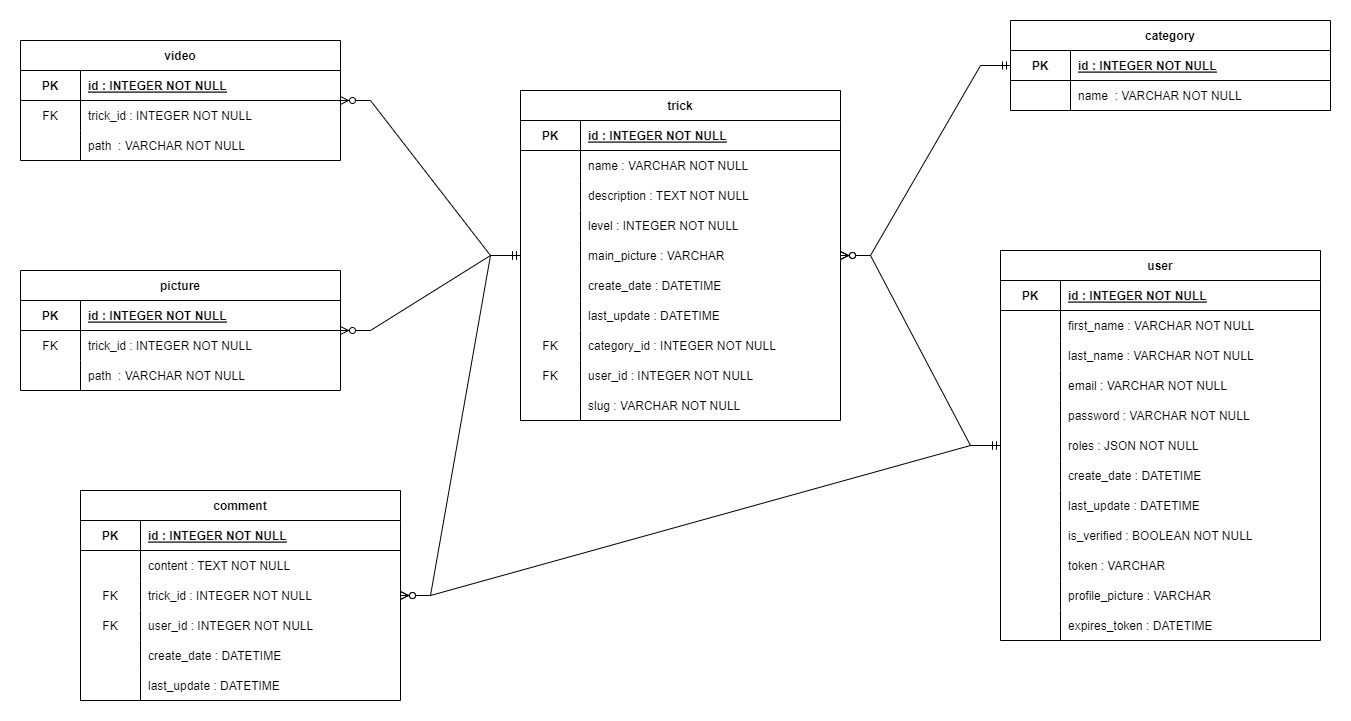 video
PK id : INTEGER NOT NULL
FK trick_id : INTEGER NOT NULL
path : VARCHAR NOT NULL
picture
PK id : INTEGER NOT NULL
FK trick_id : INTEGER NOT NULL
path : VARCHAR NOT NULL
comment
PK id : INTEGER NOT NULL
content : TEXT NOT NULL
FK trick_id : INTEGER NOT NULL
FK user_id : INTEGER NOT NULL
create_date : DATETIME
last_update : DATETIME
trick
PK id : INTEGER NOT NULL
name : VARCHAR NOT NULL
description : TEXT NOT NULL
level : INTEGER NOT NULL
main_picture : VARCHAR
create_date : DATETIME
last_update : DATETIME
FK category_id : INTEGER NOT NULL
FK user_id : INTEGER NOT NULL
slug : VARCHAR NOT NULL
category
PK id : INTEGER NOT NULL
name : VARCHAR NOT NULL
user
PK id : INTEGER NOT NULL
first_name : VARCHAR NOT NULL
last_name : VARCHAR NOT NULL
email : VARCHAR NOT NULL
password : VARCHAR NOT NULL
roles : JSON NOT NULL
create_date : DATETIME
last_update : DATETIME
is_verified : BOOLEAN NOT NULL
token : VARCHAR
profile_picture : VARCHAR
expires_token : DATETIME